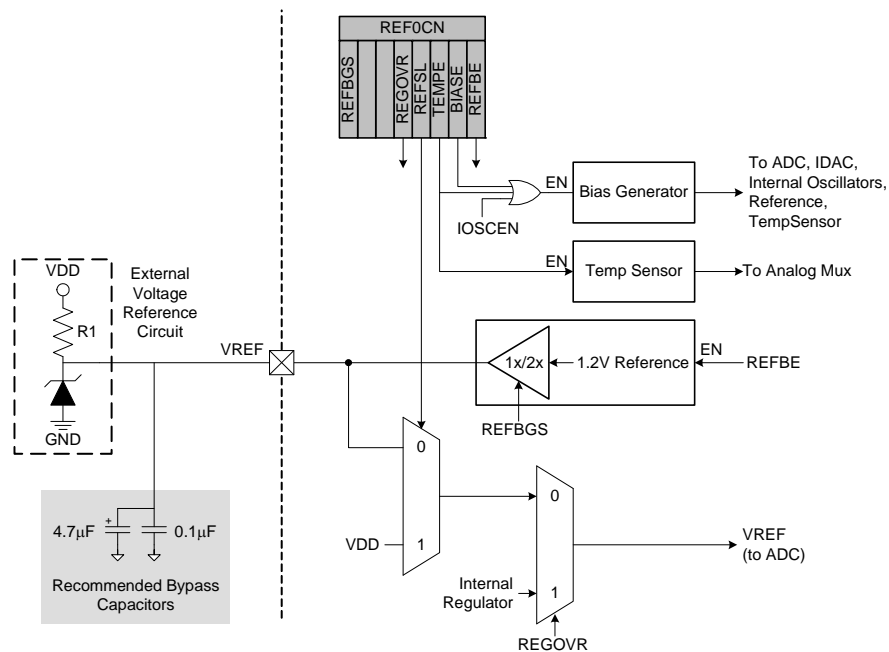 REF0CN
REFBGS
REGOVR
REFSL
TEMPE
BIASE
REFBE
EN
Bias Generator
To ADC, IDAC,
Internal Oscillators,
Reference,
TempSensor
IOSCEN
EN
Temp Sensor
To Analog Mux
VDD
R1
GND
External
Voltage
Reference
Circuit
VREF
1x/2x
1.2V Reference
EN
REFBE
REFBGS
0
1
VDD
0
1
Internal
Regulator
REGOVR
VREF
(to ADC)
4.7μF
+
0.1μF
Recommended Bypass
Capacitors